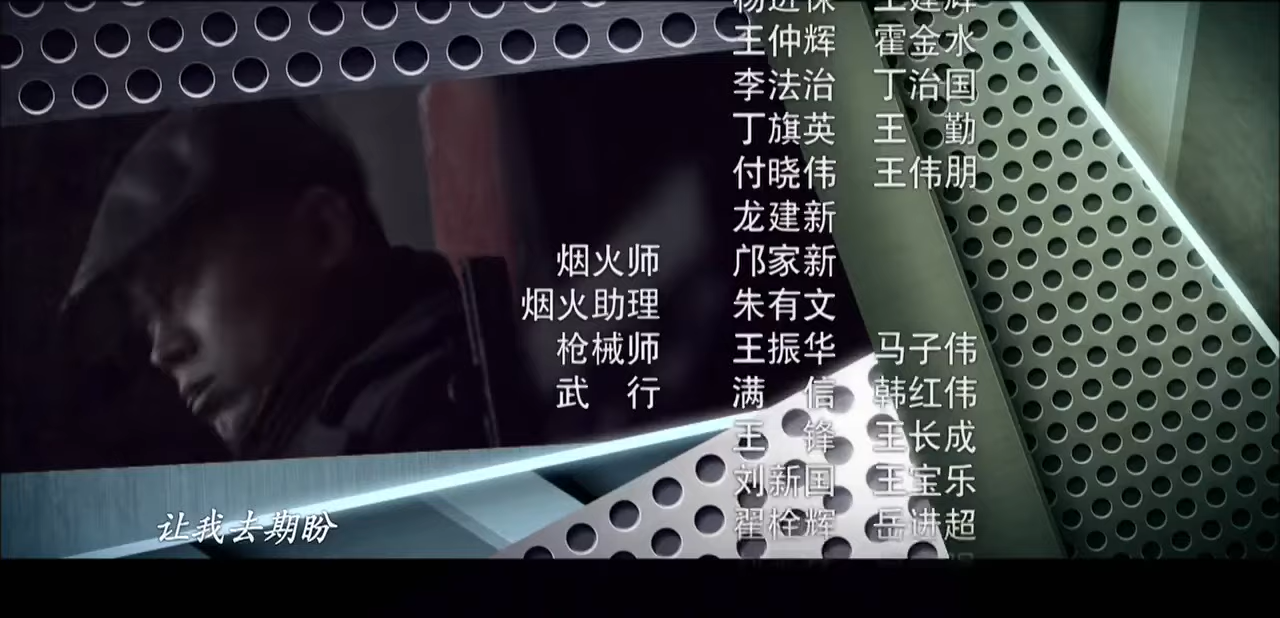 王仲辉 霍金水
李法治 丁治国
丁旗英 王 勤
付晓伟 王伟朋
龙建新
烟火师 邝家新
烟火助理 朱有文
枪械师 王振华 马子伟
武 行 满 信 韩红伟
王 锋 王长成
刘新国 王宝乐
翟栓辉 岳进超
让我去期盼